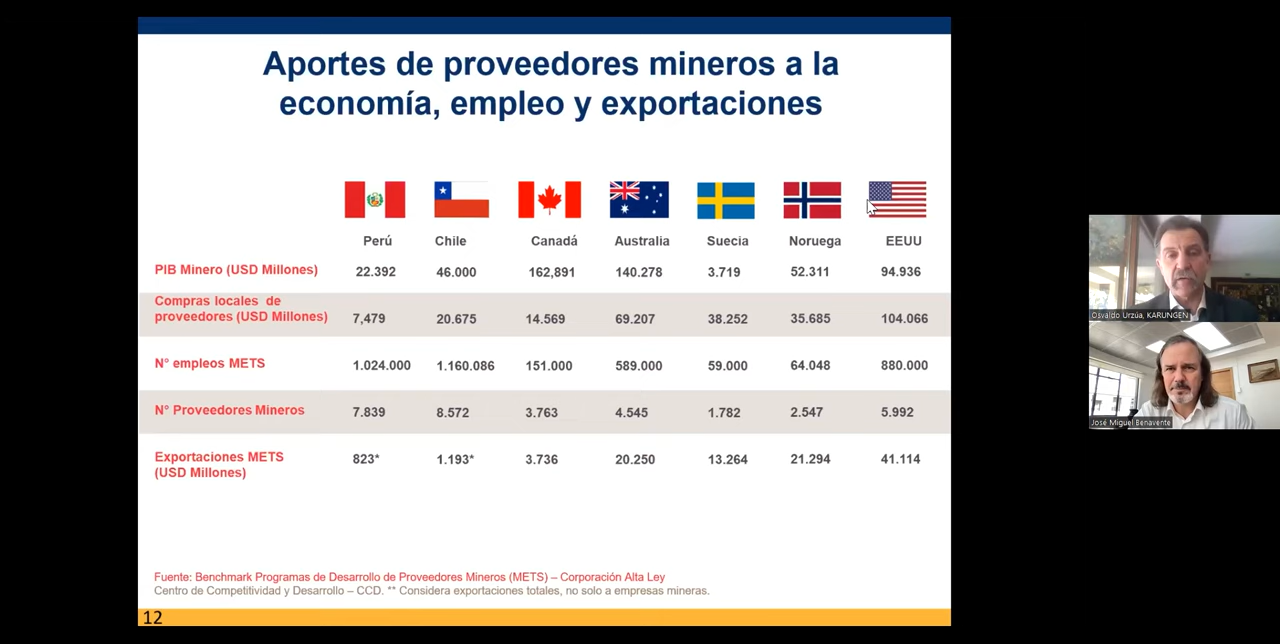 Aportes de proveedores mineros a la
economía, empleo y exportaciones
Perú Chile Canadá Australia Suecia Noruega EEUU
PIB Minero (USD Millones) 22.392 46.000 162,891 140.278 3.719 52.311 94.936
Compras locales de
proveedores (USD Millones) 7,479 20.675 14.569 69.207 38.252 35.685 104.066
N° empleos METS 1.024.000 1.160.086 151.000 589.000 59.000 64.048 880.000
N° Proveedores Mineros 7.839 8.572 3.763 4.545 1.782 2.547 5.992
Exportaciones METS 823* 1.193* 3.736 20.250 13.264 21.294 41.114
(USD Millones)
Fuente: Benchmark Programas de Desarrollo de Proveedores Mineros (METS) – Corporación Alta Ley
Centro de Competitividad y Desarrollo – CCD. ** Considera exportaciones totales, no solo a empresas mineras.
12
Osvaldo Urzúa, KARUNGEN
José Miguel Benavente